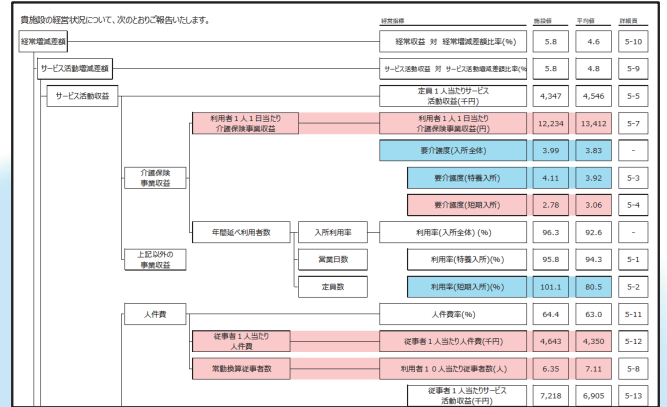 貴施設の経営状況について、次のとおりご報告いたします。
経営指標 施設値 平均値 詳細頁
経常増減差額 経常収益 対 経常増減差額比率(%) 5.8 4.6 5-10
サービス活動増減差額 サービス活動収益 対 サービス活動増減差額比率(% 5.8 4.8 5-9
サービス活動収益 定員1人当たりサービス
活動収益(千円) 4,347 4,546 5-5
利用者1人1日当たり
介護保険事業収益 利用者1人1日当たり
介護保険事業収益(円) 12,234 13,412 5-7
要介護度(入所全体) 3.99 3.83 -
介護保険
事業収益 要介護度(特養入所) 4.11 3.92 5-3
要介護度(短期入所) 2.78 3.06 5-4
年間延べ利用者数 入所利用率 利用率(入所全体) (%) 96.3 92.6 -
上記以外の
事業収益 営業日数 利用率(特養入所)(%) 95.8 94.3 5-1
定員数 利用率(短期入所)(%) 101.1 80.5 5-2
人件費 人件費率(%) 64.4 63.0 5-11
従事者1人当たり
人件費 従事者1人当たり人件費(千円) 4,643 4,350 5-12
常勤換算従事者数 利用者10人当たり従事者数(人) 6.35 7.11 5-8
従事者1人当たりサービス
活動収益(千円) 7,218 6,905 5-13